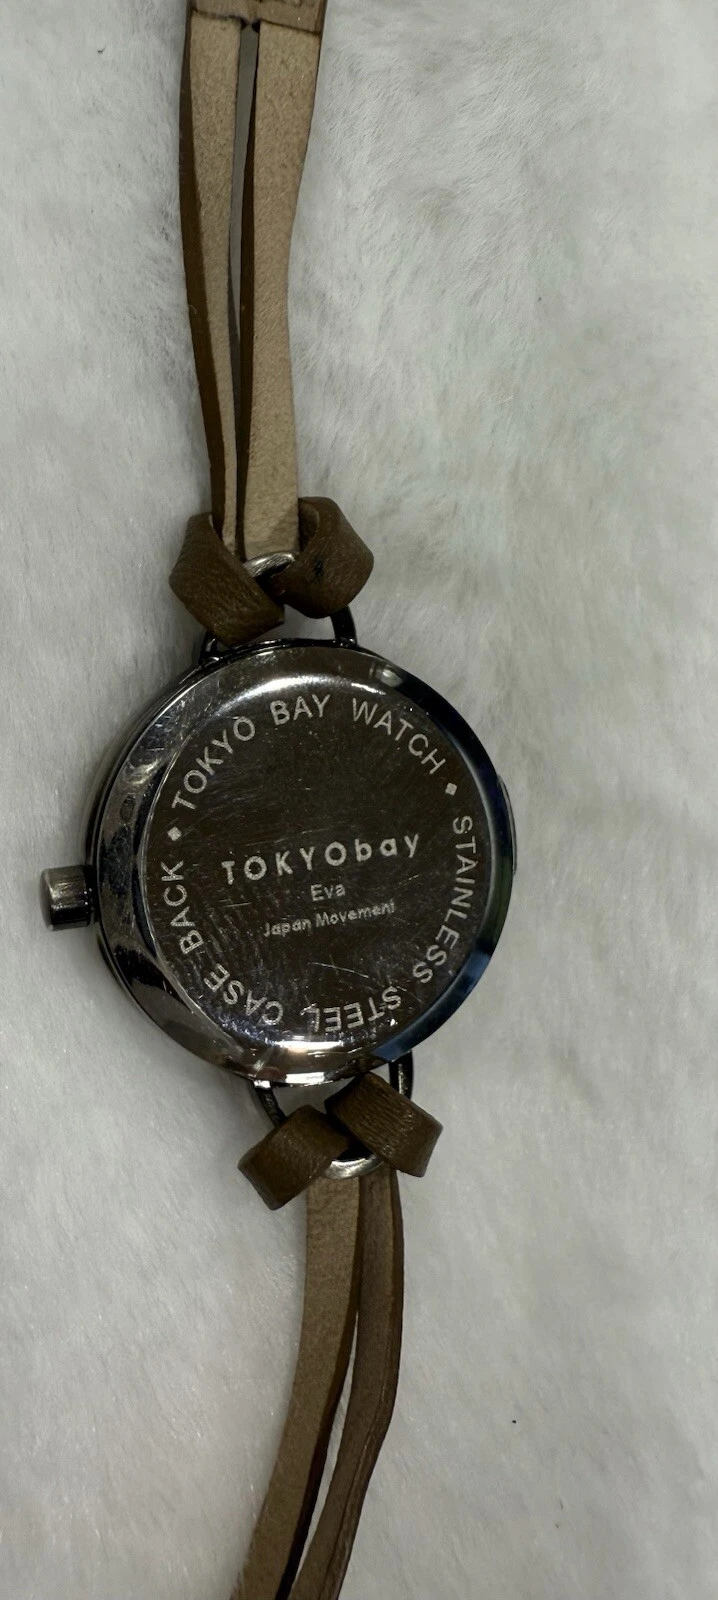 TOKYO BAY WATCH • STAINLESS STEEL CASE BACK •
TOKYObay
Eva
Japan Movement